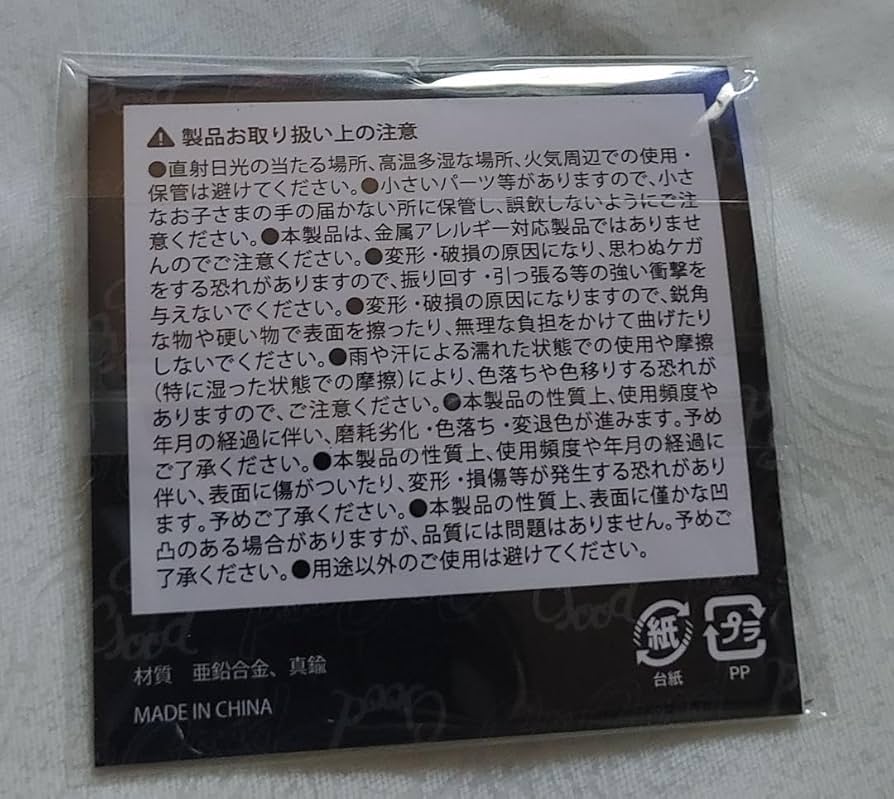 ⚠ 製品お取り扱い上の注意
●直射日光の当たる場所、高温多湿な場所、火気周辺での使用・
保管は避けてください。●小さいパーツ等がありますので、小さ
なお子さまの手の届かない所に保管し、誤飲しないようにご注
意ください。●本製品は、金属アレルギー対応製品ではありませ
んのでご注意ください。●変形・破損の原因になり、思わぬケガ
をする恐れがありますので、振り回す・引っ張る等の強い衝撃を
与えないでください。●変形・破損の原因になりますので、鋭角
な物や硬い物で表面を擦ったり、無理な負担をかけて曲げたり
しないでください。●雨や汗による濡れた状態での使用や摩擦
(特に湿った状態での摩擦)により、色落ちや色移りする恐れが
ありますので、ご注意ください。●本製品の性質上、使用頻度や
年月の経過に伴い、磨耗劣化・色落ち・変退色が進みます。予め
ご了承ください。●本製品の性質上、使用頻度や年月の経過に
伴い、表面に傷がついたり、変形・損傷等が発生する恐れがあり
ます。予めご了承ください。●本製品の性質上、表面に僅かな凹
凸のある場合がありますが、品質には問題はありません。予めご
了承ください。●用途以外のご使用は避けてください。
紙 プラ
台紙 PP
材質 亜鉛合金、真鍮
MADE IN CHINA